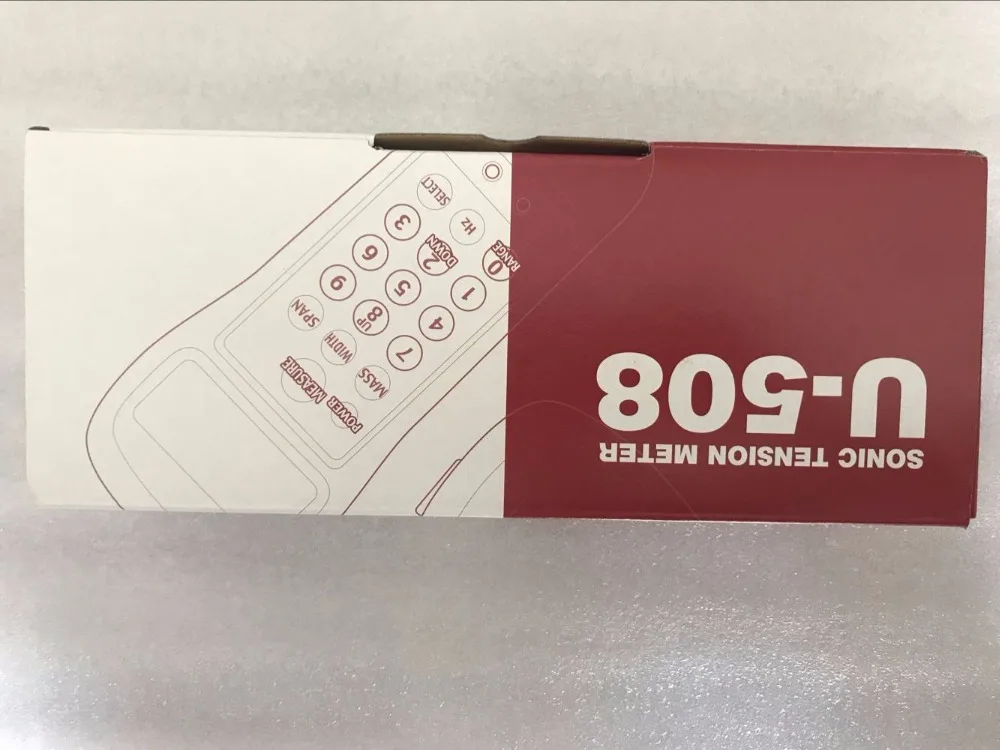 SONIC TENSION METER
U-508
POWER
MEASURE
MASS
WIDTH
SPAN
7
8
UP
9
4
5
6
1
2
DOWN
3
0
RANGE
Hz
SELECT